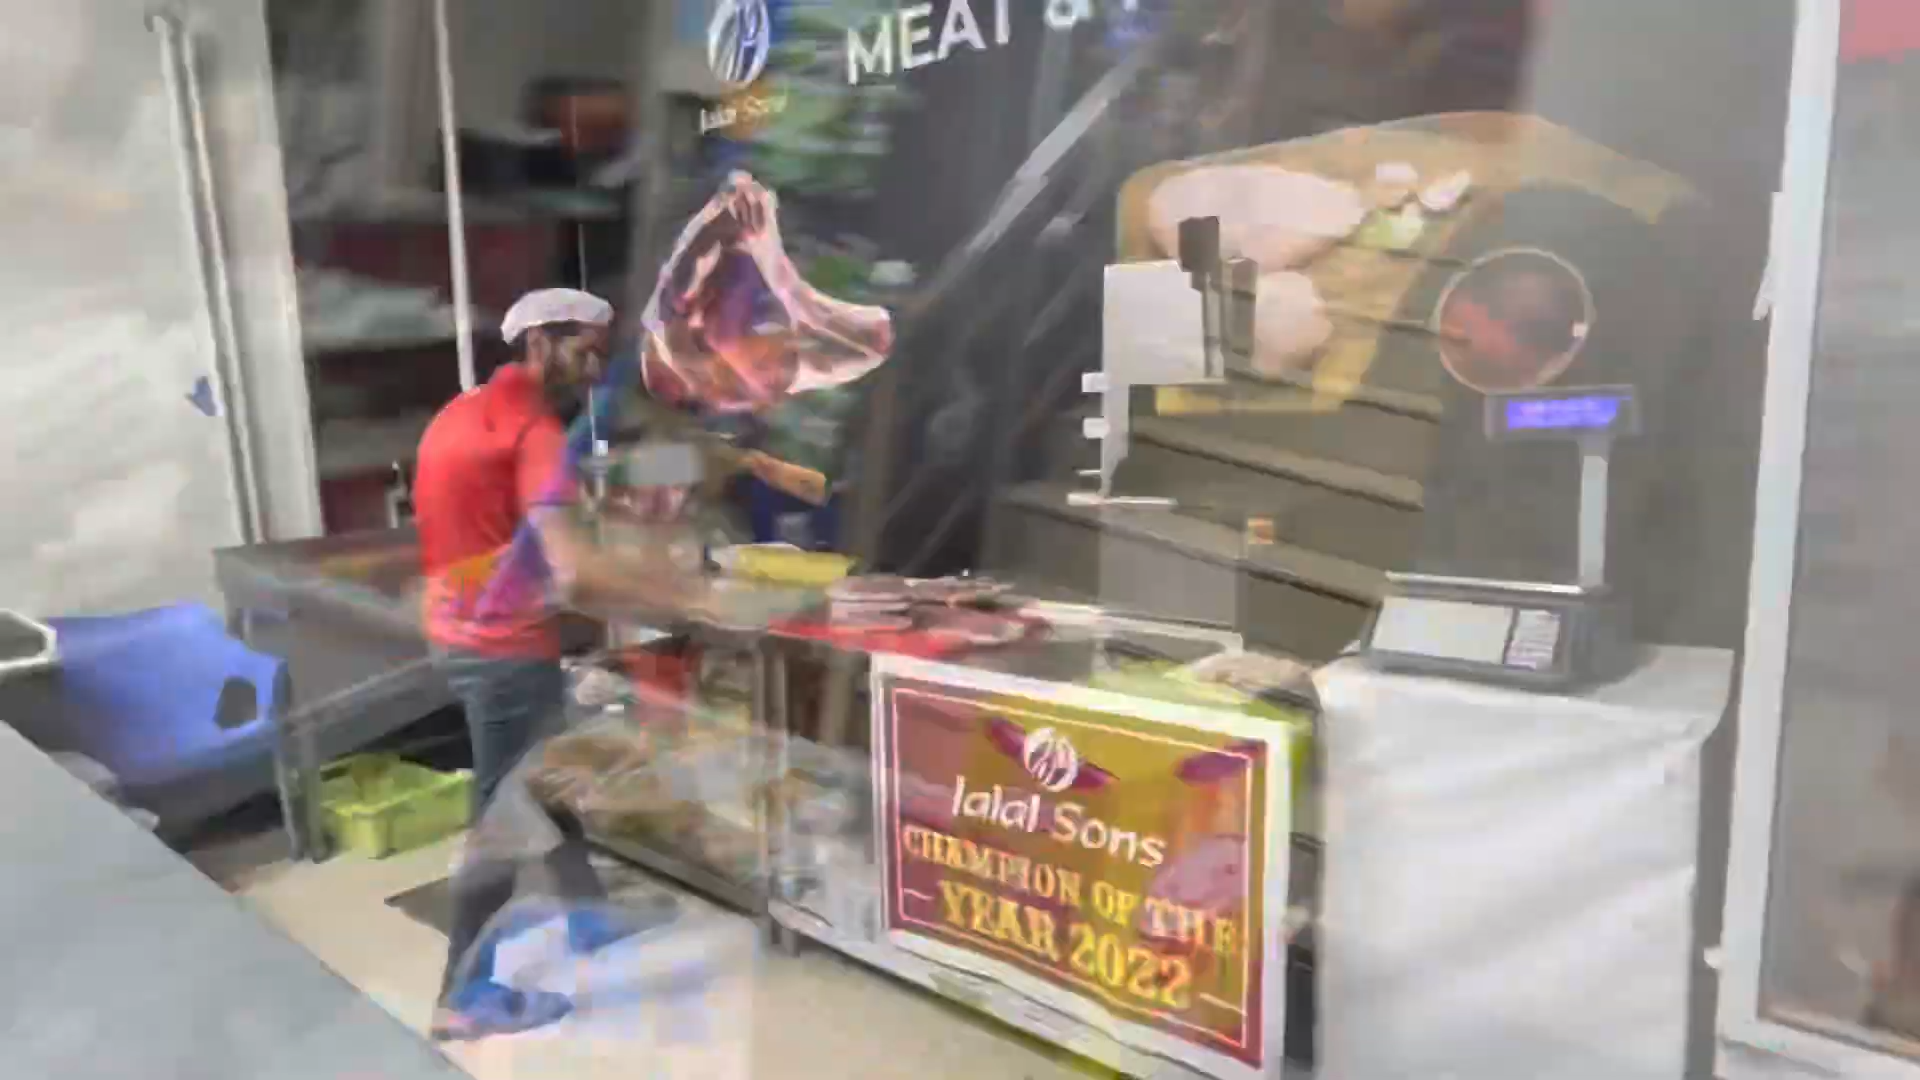 MEAT &
lalal Sons
lalal Sons
CHAMPION OF THE
YEAR 2022